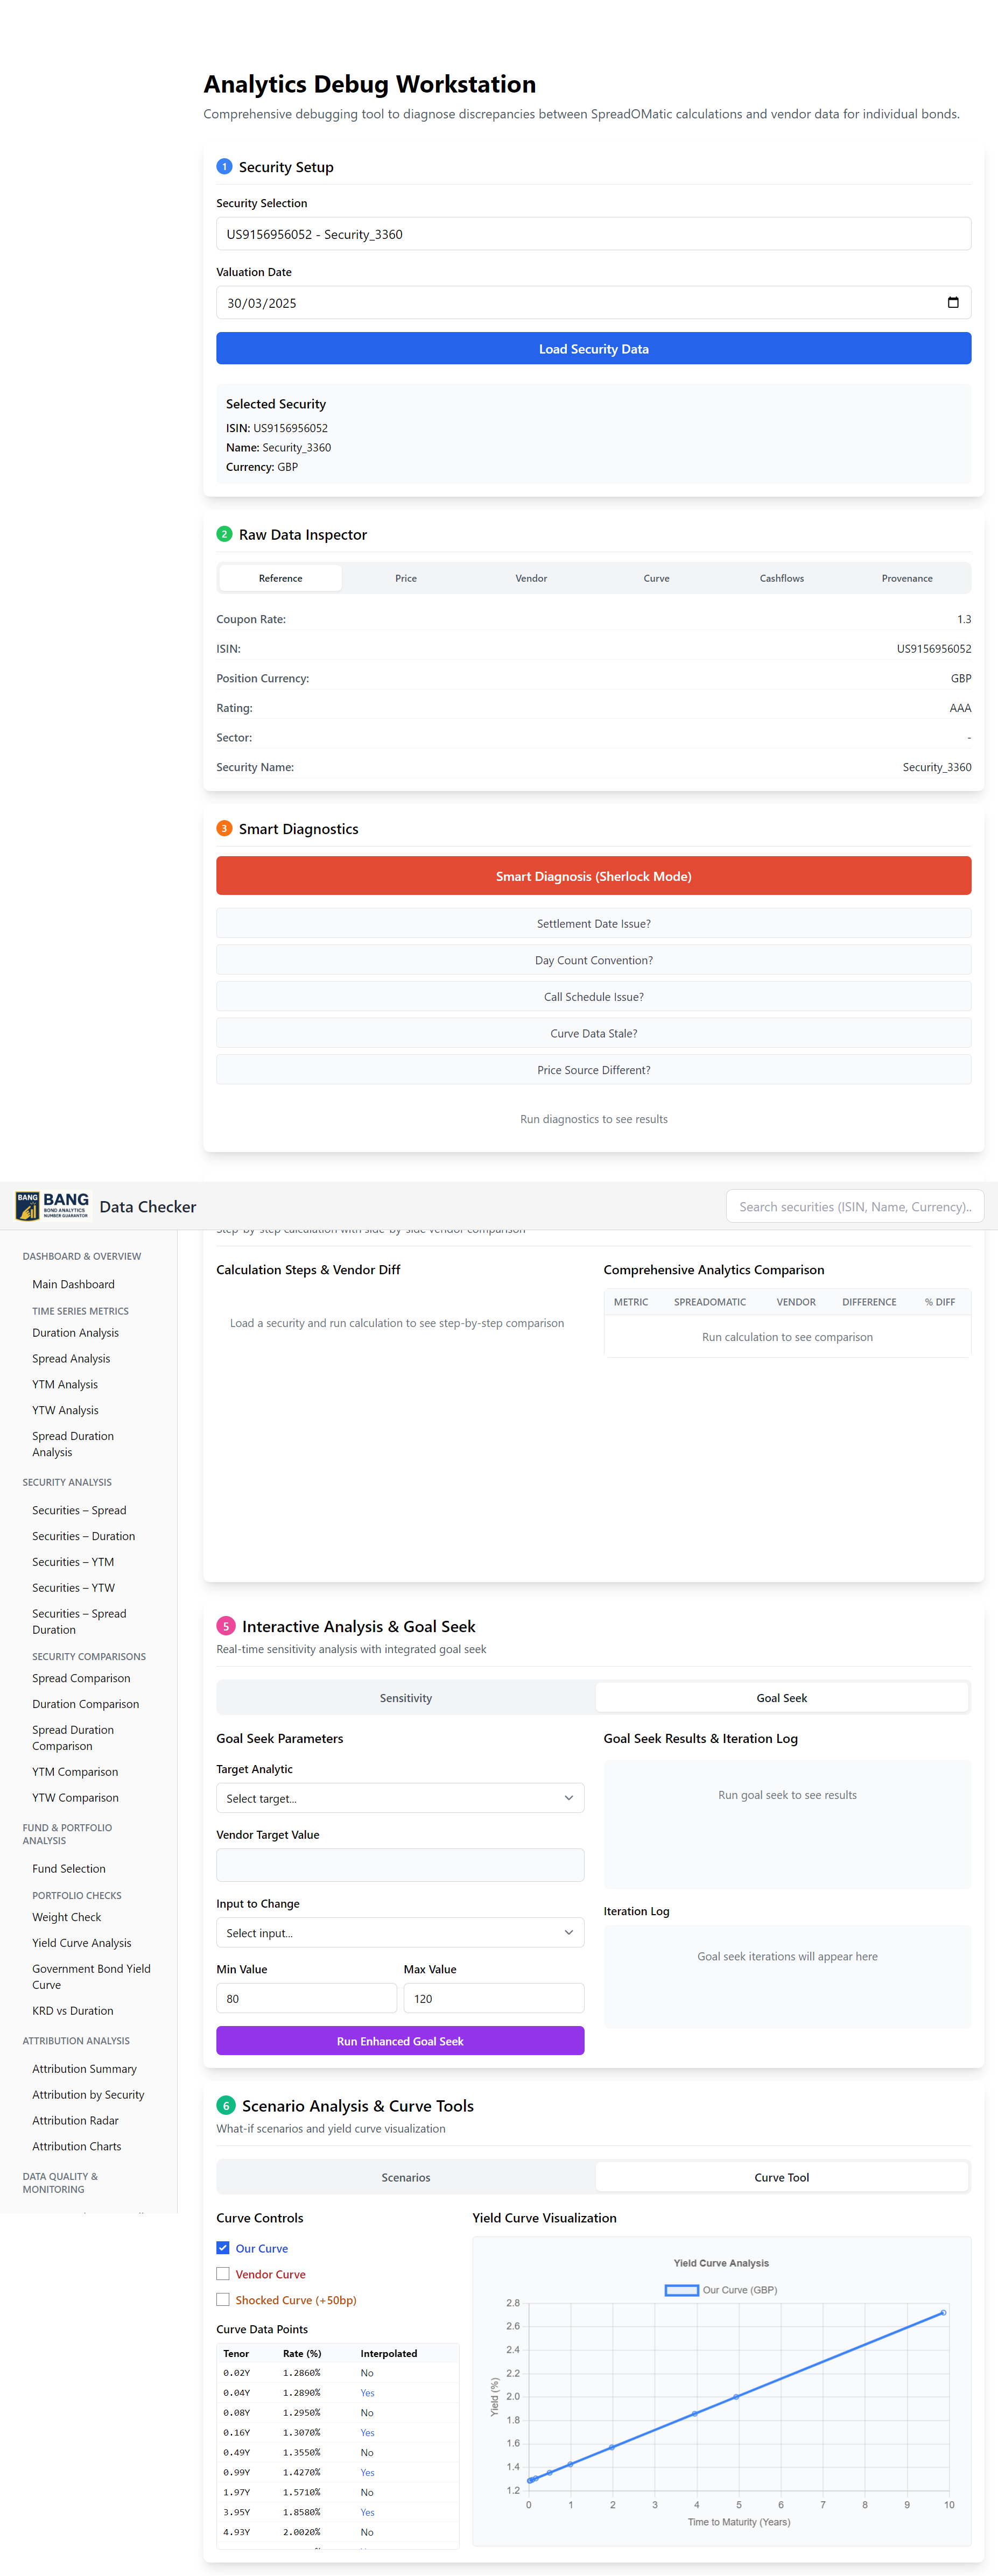 Analytics Debug Workstation
Comprehensive debugging tool to diagnose discrepancies between SpreadOMatic calculations and vendor data for individual bonds.
1 Security Setup
Security Selection
US9156956052 - Security_3360
Valuation Date
30/03/2025
Load Security Data
Selected Security
ISIN: US9156956052
Name: Security_3360
Currency: GBP
2 Raw Data Inspector
Reference Price Vendor Curve Cashflows Provenance
Coupon Rate: 1.3
ISIN: US9156956052
Position Currency: GBP
Rating: AAA
Sector: -
Security Name: Security_3360
3 Smart Diagnostics
Smart Diagnosis (Sherlock Mode)
Settlement Date Issue?
Day Count Convention?
Call Schedule Issue?
Curve Data Stale?
Price Source Different?
Run diagnostics to see results
BANG
BANG
BOND ANALYTICS
NUMBER GUARANTOR
Data Checker
Search securities (ISIN, Name, Currency)..
DASHBOARD & OVERVIEW
Main Dashboard
TIME SERIES METRICS
Duration Analysis
Spread Analysis
YTM Analysis
YTW Analysis
Spread Duration
Analysis
SECURITY ANALYSIS
Securities – Spread
Securities – Duration
Securities – YTM
Securities – YTW
Securities – Spread
Duration
SECURITY COMPARISONS
Spread Comparison
Duration Comparison
Spread Duration
Comparison
YTM Comparison
YTW Comparison
FUND & PORTFOLIO
ANALYSIS
Fund Selection
PORTFOLIO CHECKS
Weight Check
Yield Curve Analysis
Government Bond Yield
Curve
KRD vs Duration
ATTRIBUTION ANALYSIS
Attribution Summary
Attribution by Security
Attribution Radar
Attribution Charts
DATA QUALITY &
MONITORING
Step-by-step calculation with side-by-side vendor comparison
Calculation Steps & Vendor Diff
Load a security and run calculation to see step-by-step comparison
Comprehensive Analytics Comparison
METRIC SPREADOMATIC VENDOR DIFFERENCE % DIFF
Run calculation to see comparison
5 Interactive Analysis & Goal Seek
Real-time sensitivity analysis with integrated goal seek
Sensitivity Goal Seek
Goal Seek Parameters
Target Analytic
Select target...
Vendor Target Value
Input to Change
Select input...
Min Value Max Value
80 120
Run Enhanced Goal Seek
Goal Seek Results & Iteration Log
Run goal seek to see results
Iteration Log
Goal seek iterations will appear here
6 Scenario Analysis & Curve Tools
What-if scenarios and yield curve visualization
Scenarios Curve Tool
Curve Controls
Our Curve
Vendor Curve
Shocked Curve (+50bp)
Curve Data Points
Tenor Rate (%) Interpolated
0.02Y 1.2860% No
0.04Y 1.2890% Yes
0.08Y 1.2950% No
0.16Y 1.3070% Yes
0.49Y 1.3550% No
0.99Y 1.4270% Yes
1.97Y 1.5710% No
3.95Y 1.8580% Yes
4.93Y 2.0020% No
Yield Curve Visualization
Yield Curve Analysis
Our Curve (GBP)
Yield (%)
2.8
2.6
2.4
2.2
2.0
1.8
1.6
1.4
1.2
0 1 2 3 4 5 6 7 8 9 10
Time to Maturity (Years)